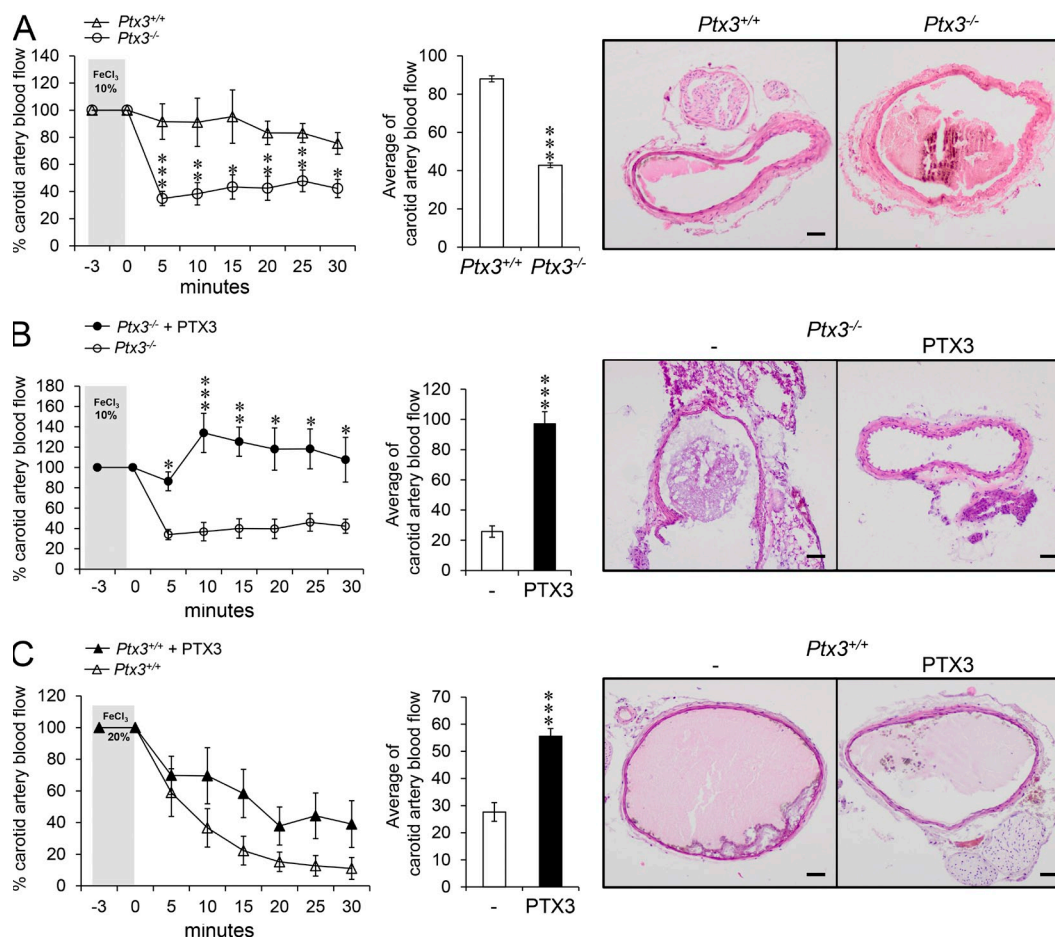 A
Ptx3+/+
Ptx3-/-
% carotid artery blood flow
140
120
100
80
60
40
20
0
FeCl3
10%
***
**
*
**
**
*
-3 0 5 10 15 20 25 30
minutes
Average of
carotid artery blood flow
100
80
60
40
20
0
***
Ptx3+/+ Ptx3-/-
Ptx3+/+ Ptx3-/-
B
Ptx3-/- + PTX3
Ptx3-/-
% carotid artery blood flow
180
160
140
120
100
80
60
40
20
0
FeCl3
10%
*
***
**
*
*
*
-3 0 5 10 15 20 25 30
minutes
Average of
carotid artery blood flow
120
100
80
60
40
20
0
***
- PTX3
Ptx3-/-
- PTX3
C
Ptx3+/+ + PTX3
Ptx3+/+
% carotid artery blood flow
120
100
80
60
40
20
0
FeCl3
20%
-3 0 5 10 15 20 25 30
minutes
Average of
carotid artery blood flow
70
60
50
40
30
20
10
0
***
- PTX3
Ptx3+/+
- PTX3